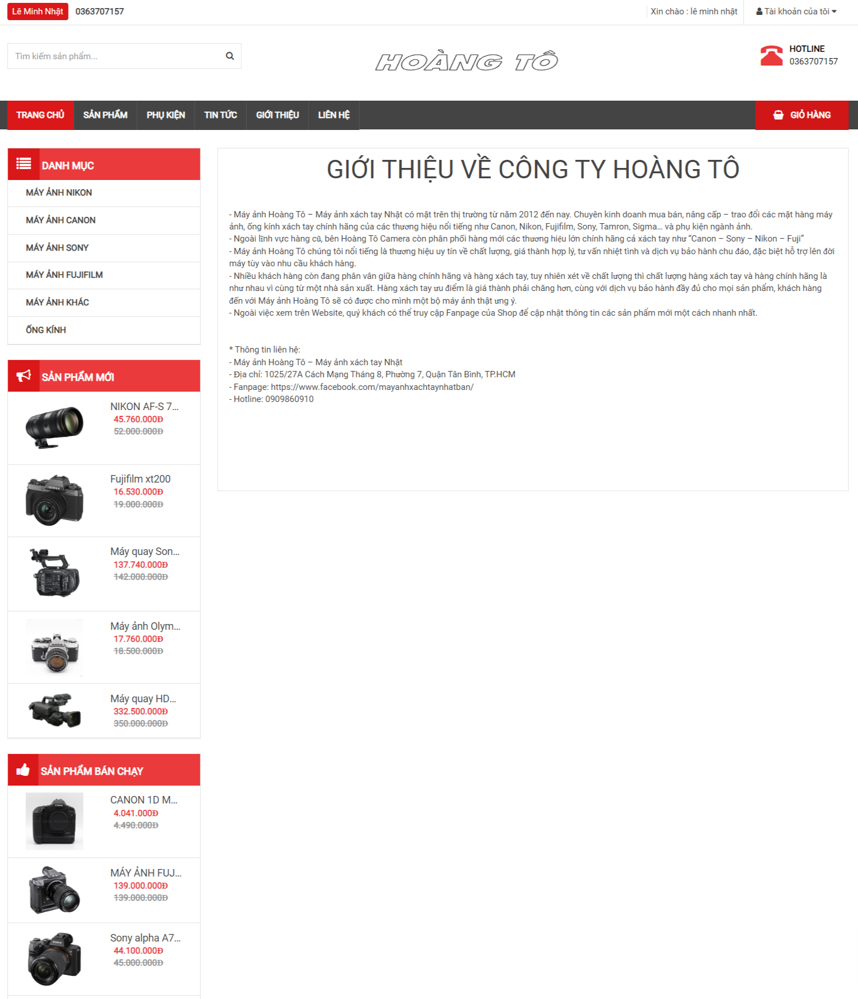 Lê Minh Nhật 0363707157
Xin chào : lê minh nhật
Tài khoản của tôi
Tìm kiếm sản phẩm...
HOÀNG TÔ
HOTLINE
0363707157
TRANG CHỦ SẢN PHẨM PHỤ KIỆN TIN TỨC GIỚI THIỆU LIÊN HỆ
GIỎ HÀNG
DANH MỤC
MÁY ẢNH NIKON
MÁY ẢNH CANON
MÁY ẢNH SONY
MÁY ẢNH FUJIFILM
MÁY ẢNH KHÁC
ỐNG KÍNH
SẢN PHẨM MỚI
NIKON AF-S 7...
45.760.000Đ
52.000.000Đ
Fujifilm xt200
16.530.000Đ
19.000.000Đ
Máy quay Son...
137.740.000Đ
142.000.000Đ
Máy ảnh Olym...
17.760.000Đ
18.500.000Đ
Máy quay HD...
332.500.000Đ
350.000.000Đ
SẢN PHẨM BÁN CHẠY
CANON 1D M...
4.041.000Đ
4.490.000Đ
MÁY ẢNH FUJ...
139.000.000Đ
139.000.000Đ
Sony alpha A7...
44.100.000Đ
45.000.000Đ
GIỚI THIỆU VỀ CÔNG TY HOÀNG TÔ
- Máy ảnh Hoàng Tô – Máy ảnh xách tay Nhật có mặt trên thị trường từ năm 2012 đến nay. Chuyên kinh doanh mua bán, nâng cấp – trao đổi các mặt hàng máy
ảnh, ống kính xách tay chính hãng của các thương hiệu nổi tiếng như Canon, Nikon, Fujifilm, Sony, Tamron, Sigma... và phụ kiện ngành ảnh.
- Ngoài lĩnh vực hàng cũ, bên Hoàng Tô Camera còn phân phối hàng mới các thương hiệu lớn chính hãng cả xách tay như “Canon – Sony – Nikon – Fuji”
- Máy ảnh Hoàng Tô chúng tôi nổi tiếng là thương hiệu uy tín về chất lượng, giá thành hợp lý, tư vấn nhiệt tình và dịch vụ bảo hành chu đáo, đặc biệt hỗ trợ lên đời
máy tùy vào nhu cầu khách hàng.
- Nhiều khách hàng còn đang phân vân giữa hàng chính hãng và hàng xách tay, tuy nhiên xét về chất lượng thì chất lượng hàng xách tay và hàng chính hãng là
như nhau vì cùng từ một nhà sản xuất. Hàng xách tay ưu điểm là giá thành phải chăng hơn, cùng với dịch vụ bảo hành đầy đủ cho mọi sản phẩm, khách hàng
đến với Máy ảnh Hoàng Tô sẽ có được cho mình một bộ máy ảnh thật ưng ý.
- Ngoài việc xem trên Website, quý khách có thể truy cập Fanpage của Shop để cập nhật thông tin các sản phẩm mới một cách nhanh nhất.
* Thông tin liên hệ:
- Máy ảnh Hoàng Tô – Máy ảnh xách tay Nhật
- Địa chỉ: 1025/27A Cách Mạng Tháng 8, Phường 7, Quận Tân Bình, TP.HCM
- Fanpage: https://www.facebook.com/mayanhxachtaynhatban/
- Hotline: 0909860910